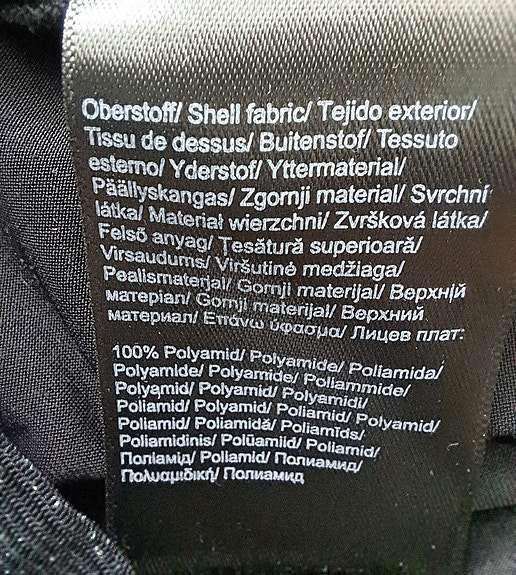 Oberstoff/ Shell fabric/ Tejido exterior/
Tissu de dessus/ Buitenstof/ Tessuto
esterno/ Yderstof/ Yttermaterial/
Päällyskangas/ Zgornji material/ Svrchní
látka/ Materiał wierzchni/ Zvršková látka/
Felső anyag/ Țesătură superioară/
Virsaudums/ Viršutinė medžiaga/
Pealismaterjal/ Gornji materijal/ Верхній
матеріал/ Gornji materijal/ Верхний
материал/ Επάνω ύφασμα/ Лицев плат:
100% Polyamid/ Polyamide/ Poliamida/
Polyamide/ Polyamide/ Poliammide/
Polyamid/ Polyamid/ Polyamidi/
Poliamid/ Polyamid/ Poliamid/ Polyamid/
Poliamid/ Poliamidă/ Poliamīds/
Poliamidinis/ Polüamiid/ Poliamid/
Поліамід/ Poliamid/ Полиамид/
Πολυαμιδική/ Полиамид